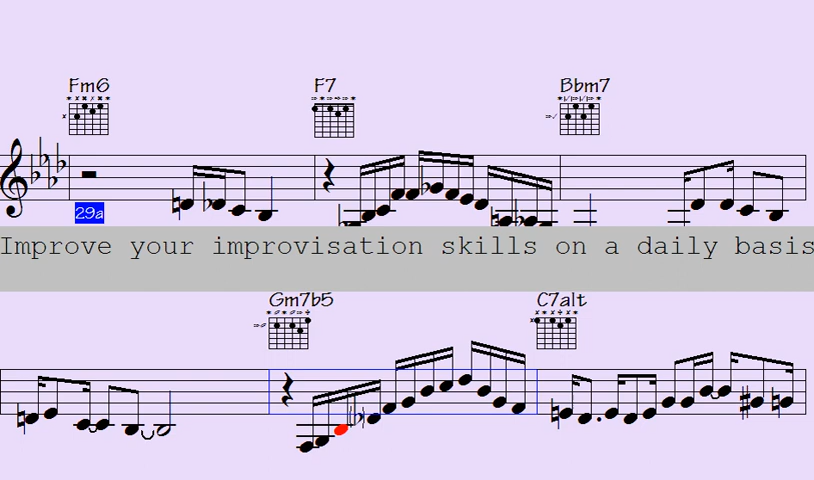 Fm6 F7 Bbm7
29a
Improve your improvisation skills on a daily basis
Gm7b5 C7alt